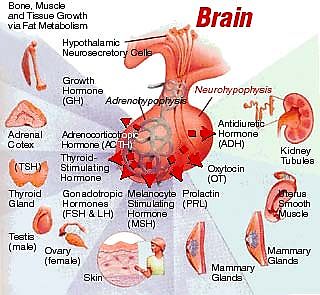 Bone, Muscle
and Tissue Growth
via Fat Metabolism
Brain
Hypothalamic
Neurosecretory Cells
Growth
Hormone
(GH)
Adrenohypophysis
Neurohypophysis
Adrenal
Cotex
Adrenocorticotropic
Hormone (ACTH)
Antidiuretic
Hormone
(ADH)
Kidney
Tubules
(TSH)
Thyroid-
Stimulating
Hormone
Oxytocin
(OT)
Thyroid
Gland
Gonadotropic
Hormones
(FSH & LH)
Melanocyte
Stimulating
Hormone
(MSH)
Prolactin
(PRL)
Uterus
Smooth
Muscle
Testis
(male)
Ovary
(female)
Skin
Mammary
Glands
Mammary
Glands